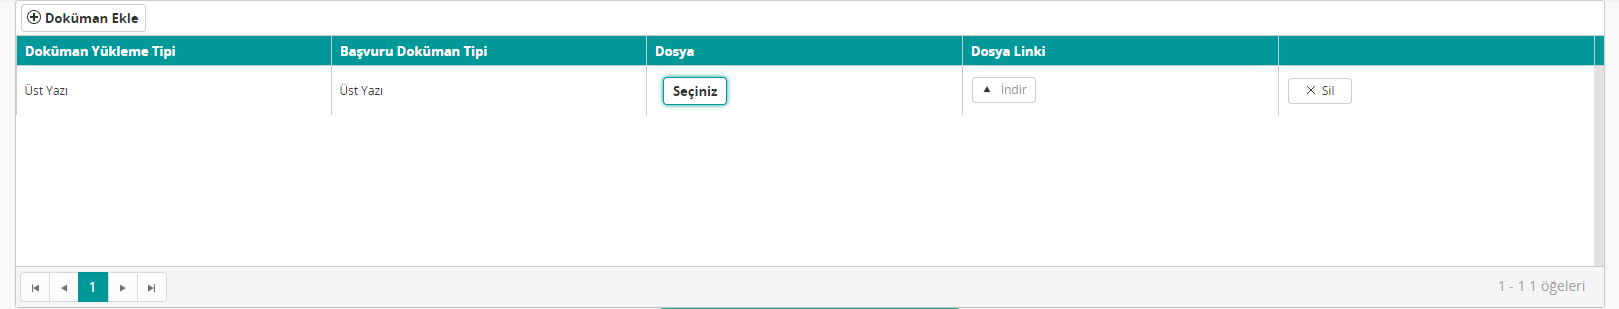 Doküman Ekle
Doküman Yükleme Tipi Başvuru Doküman Tipi Dosya Dosya Linki
Üst Yazı Üst Yazı Seçiniz İndir Sil
1 1 - 1 1 öğeleri